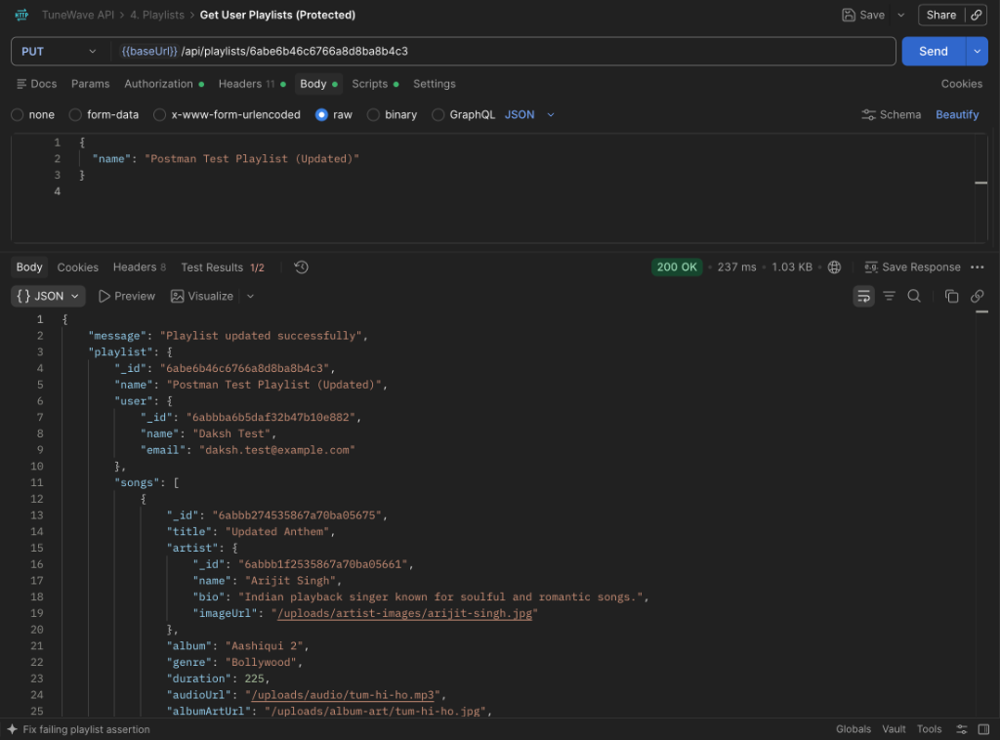 HTTP TuneWave API > 4. Playlists > Get User Playlists (Protected) Save Share
PUT {{baseUrl}} /api/playlists/6abe6b46c6766a8d8ba8b4c3 Send
Docs Params Authorization Headers 11 Body Scripts Settings Cookies
none form-data x-www-form-urlencoded raw binary GraphQL JSON Schema Beautify
1 {
2 "name": "Postman Test Playlist (Updated)"
3 }
4
Body Cookies Headers 8 Test Results 1/2 200 OK • 237 ms • 1.03 KB • e.g. Save Response
{} JSON Preview Visualize
1 {
2 "message": "Playlist updated successfully",
3 "playlist": {
4 "_id": "6abe6b46c6766a8d8ba8b4c3",
5 "name": "Postman Test Playlist (Updated)",
6 "user": {
7 "_id": "6abbba6b5daf32b47b10e882",
8 "name": "Daksh Test",
9 "email": "daksh.test@example.com"
10 },
11 "songs": [
12 {
13 "_id": "6abbb274535867a70ba05675",
14 "title": "Updated Anthem",
15 "artist": {
16 "_id": "6abbb1f2535867a70ba05661",
17 "name": "Arijit Singh",
18 "bio": "Indian playback singer known for soulful and romantic songs.",
19 "imageUrl": "/uploads/artist-images/arijit-singh.jpg"
20 },
21 "album": "Aashiqui 2",
22 "genre": "Bollywood",
23 "duration": 225,
24 "audioUrl": "/uploads/audio/tum-hi-ho.mp3",
25 "albumArtUrl": "/uploads/album-art/tum-hi-ho.jpg",
Fix failing playlist assertion Globals Vault Tools